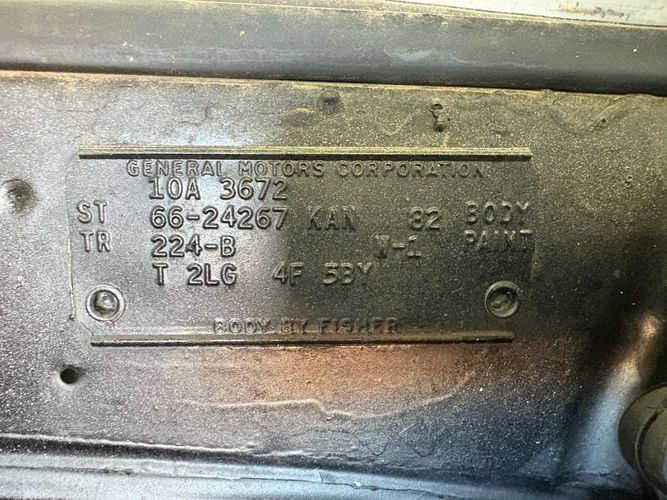 GENERAL MOTORS CORPORATION
10A 3672
ST 66-24267 KAN 82 BODY
TR 224-B W-1 PAINT
T 2LG 4F 5BY
BODY BY FISHER